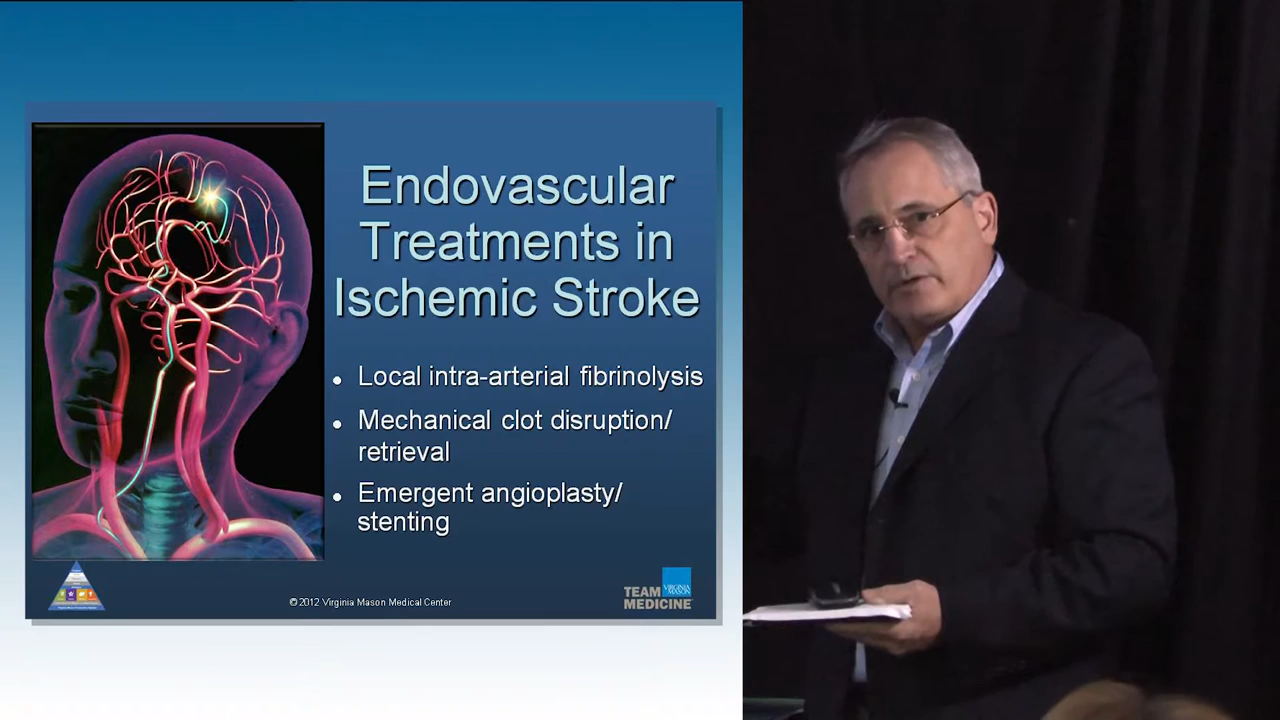 Endovascular
Treatments in
Ischemic Stroke
• Local intra-arterial fibrinolysis
• Mechanical clot disruption/
retrieval
• Emergent angioplasty/
stenting
©2012 Virginia Mason Medical Center
TEAM
MEDICINE
VIRGINIA
MASON